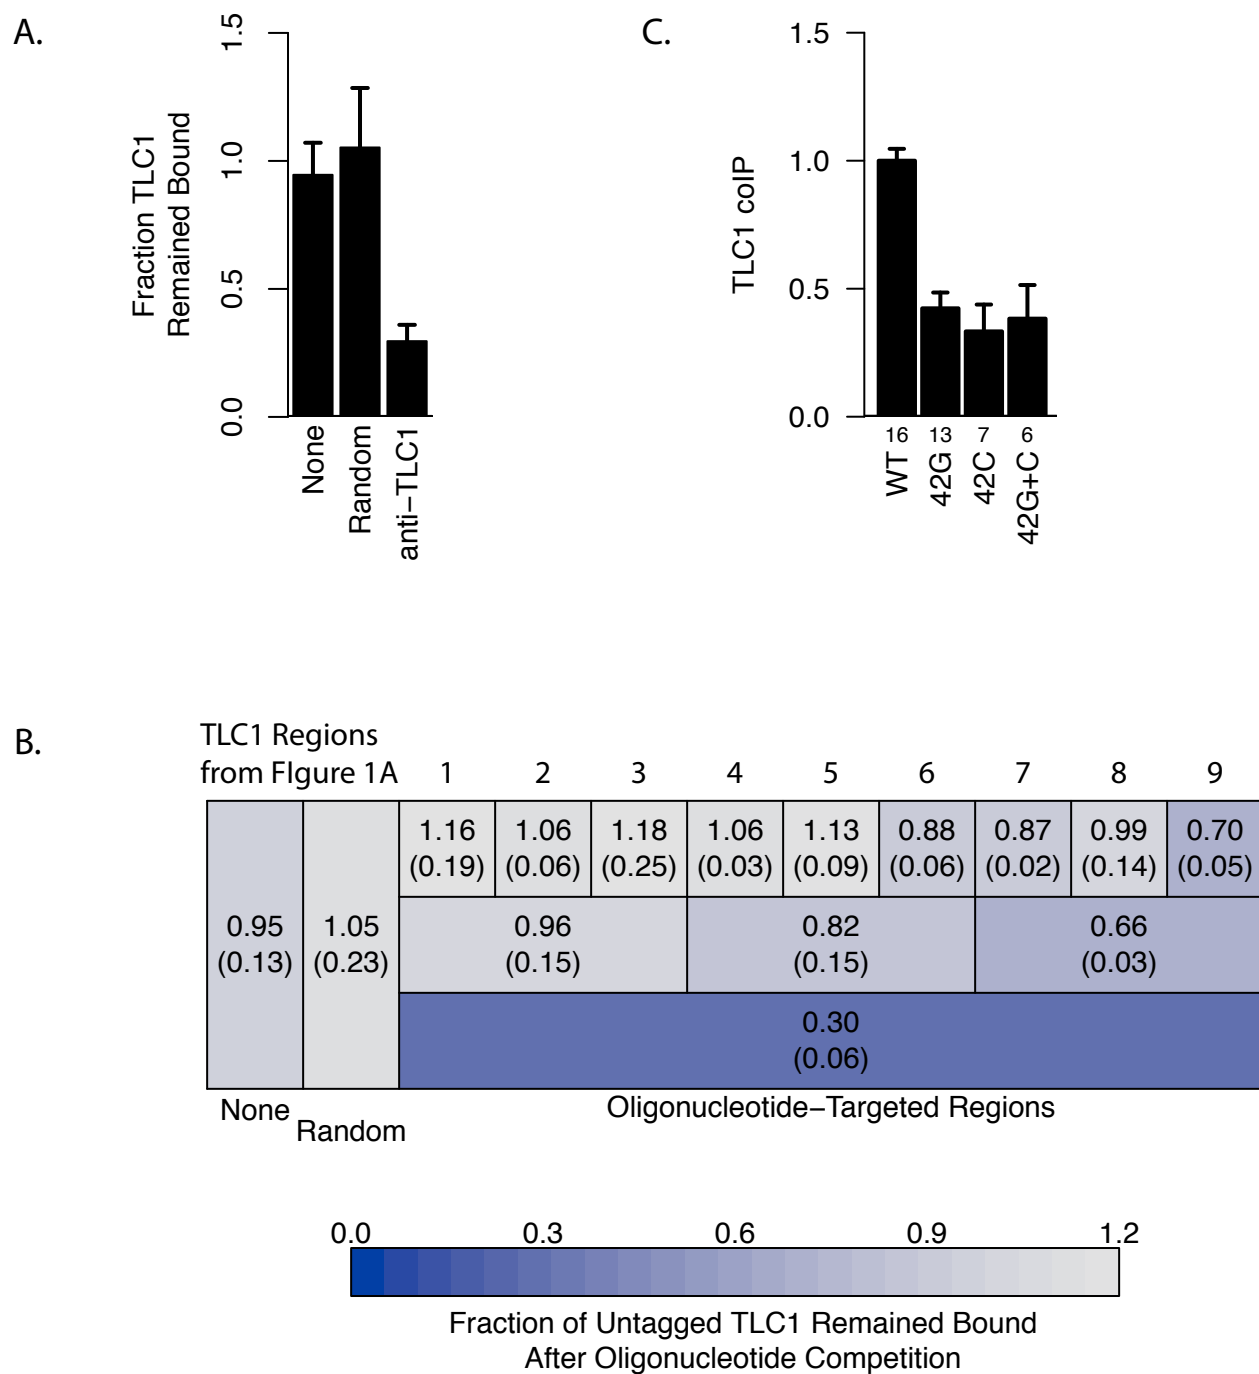 A.
Fraction TLC1
Remained Bound
1.5
1.0
0.5
0.0
None
Random
anti−TLC1
C.
TLC1 coIP
1.5
1.0
0.5
0.0
16 13 7 6
WT
42G
42C
42G+C
B.
TLC1 Regions
from FIgure 1A 1 2 3 4 5 6 7 8 9
1.16 1.06 1.18 1.06 1.13 0.88 0.87 0.99 0.70
(0.19) (0.06) (0.25) (0.03) (0.09) (0.06) (0.02) (0.14) (0.05)
0.95 1.05 0.96 0.82 0.66
(0.13) (0.23) (0.15) (0.15) (0.03)
0.30
(0.06)
None
Random
Oligonucleotide−Targeted Regions
0.0 0.3 0.6 0.9 1.2
Fraction of Untagged TLC1 Remained Bound
After Oligonucleotide Competition